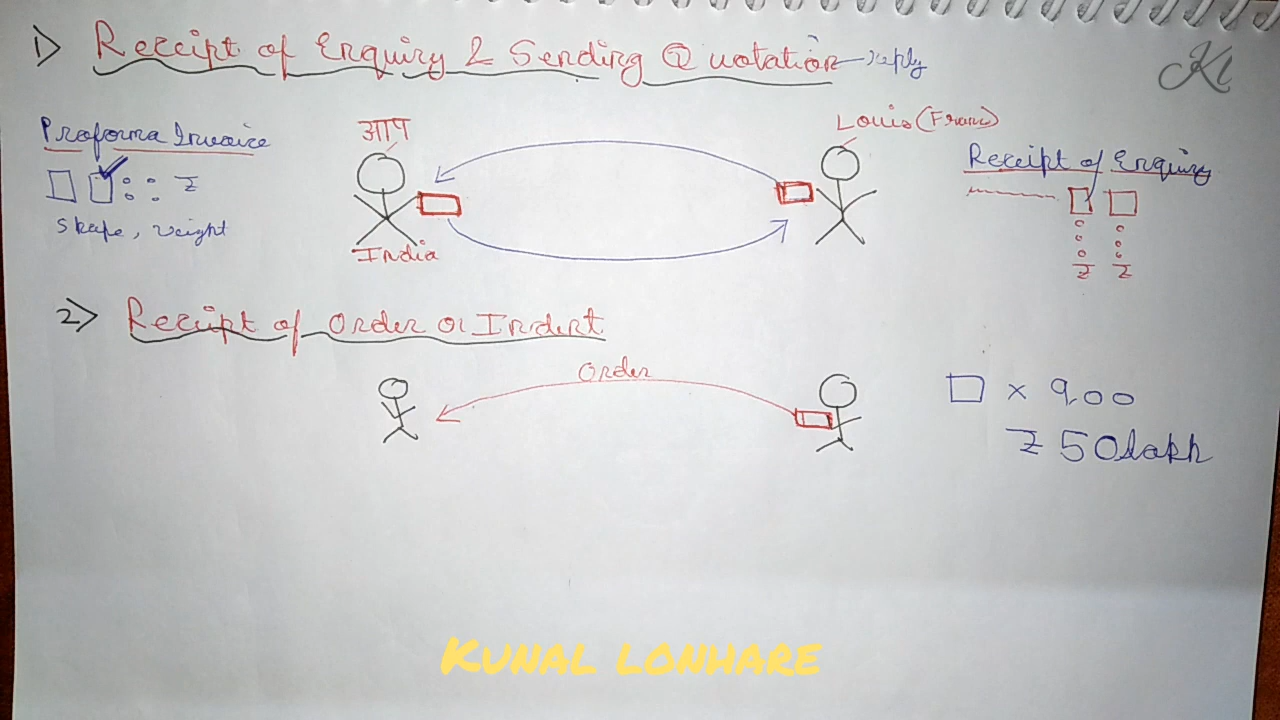 1) Receipt of Enquiry & Sending Quotation - reply
Kl
Proforma Invoice
₹
shape, weight
आप
India
Louis (Franc)
Receipt of Enquiry
₹ ₹
2) Receipt of Order or Indent
Order
□ × 900
₹ 50 lakh
KUNAL LONHARE